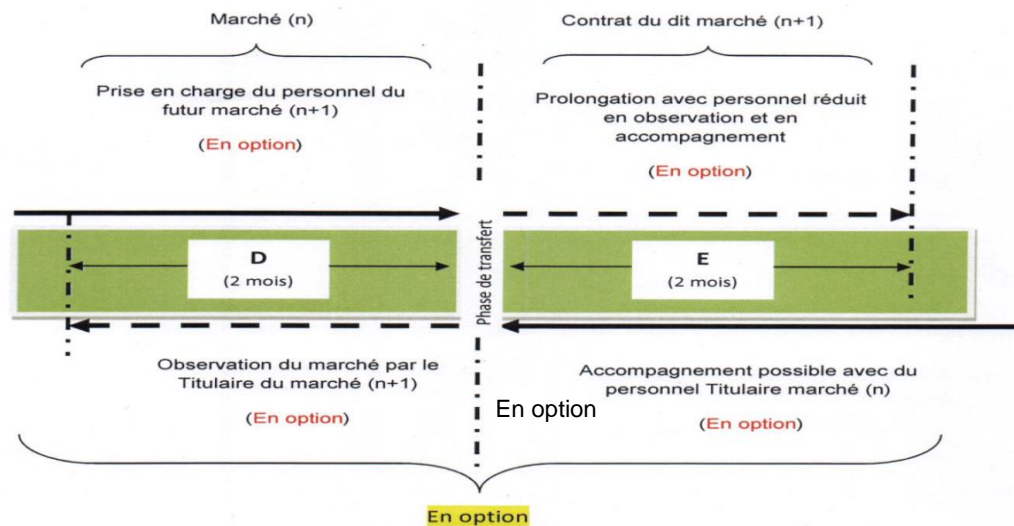 Marché (n)
Contrat du dit marché (n+1)
Prise en charge du personnel du
futur marché (n+1)
(En option)
Prolongation avec personnel réduit
en observation et en
accompagnement
(En option)
D
(2 mois)
Phase de transfert
E
(2 mois)
Observation du marché par le
Titulaire du marché (n+1)
(En option)
En option
Accompagnement possible avec du
personnel Titulaire marché (n)
(En option)
En option